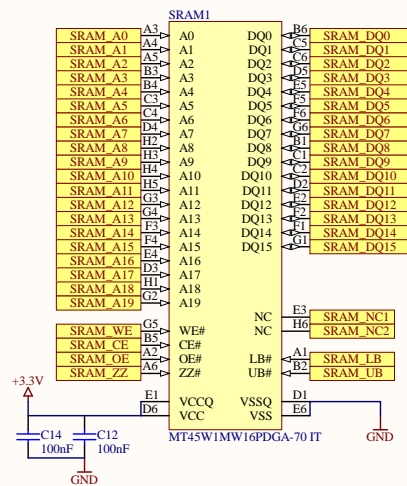 SRAM1
SRAM_A0 A3 A0 DQ0 B6 SRAM_DQ0
SRAM_A1 A4 A1 DQ1 C5 SRAM_DQ1
SRAM_A2 A5 A2 DQ2 C6 SRAM_DQ2
SRAM_A3 B3 A3 DQ3 D5 SRAM_DQ3
SRAM_A4 B4 A4 DQ4 E5 SRAM_DQ4
SRAM_A5 C3 A5 DQ5 F5 SRAM_DQ5
SRAM_A6 C4 A6 DQ6 F6 SRAM_DQ6
SRAM_A7 D4 A7 DQ7 G6 SRAM_DQ7
SRAM_A8 H2 A8 DQ8 B1 SRAM_DQ8
SRAM_A9 H3 A9 DQ9 C1 SRAM_DQ9
SRAM_A10 H4 A10 DQ10 C2 SRAM_DQ10
SRAM_A11 H5 A11 DQ11 D2 SRAM_DQ11
SRAM_A12 G3 A12 DQ12 E2 SRAM_DQ12
SRAM_A13 G4 A13 DQ13 F2 SRAM_DQ13
SRAM_A14 F3 A14 DQ14 F1 SRAM_DQ14
SRAM_A15 F4 A15 DQ15 G1 SRAM_DQ15
SRAM_A16 E4 A16
SRAM_A17 D3 A17
SRAM_A18 H1 A18
SRAM_A19 G2 A19
NC E3 SRAM_NC1
SRAM_WE G5 WE# NC H6 SRAM_NC2
SRAM_CE B5 CE#
SRAM_OE A2 OE# LB# A1 SRAM_LB
SRAM_ZZ A6 ZZ# UB# B2 SRAM_UB
+3.3V
E1 VCCQ VSSQ D1
D6 VCC VSS E6
MT45W1MW16PDGA-70 IT
C14 C12 GND
100nF 100nF
GND